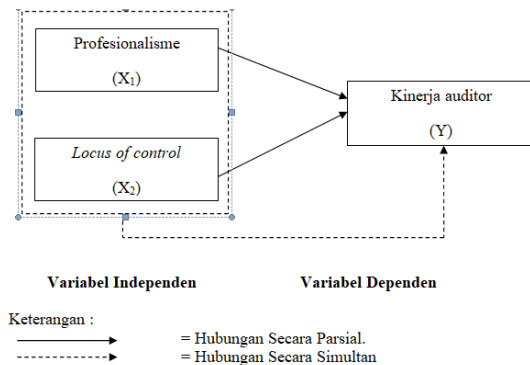 Profesionalisme
(X₁)
Kinerja auditor
(Y)
Locus of control
(X₂)
Variabel Independen
Variabel Dependen
Keterangan :
= Hubungan Secara Parsial.
= Hubungan Secara Simultan